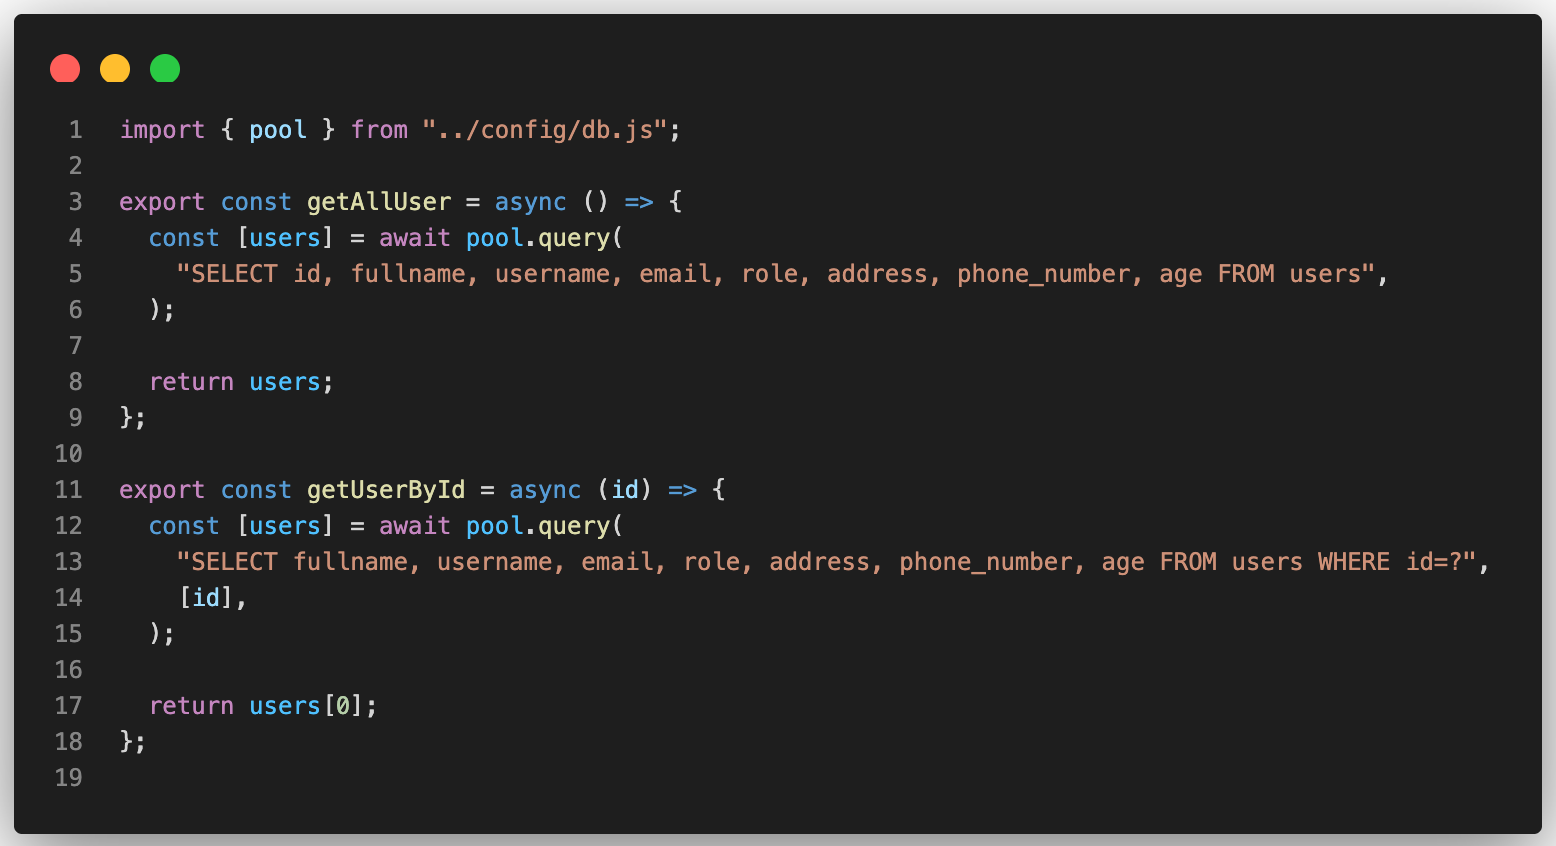 1 import { pool } from "../config/db.js";
2
3 export const getAllUser = async () => {
4   const [users] = await pool.query(
5     "SELECT id, fullname, username, email, role, address, phone_number, age FROM users",
6   );
7
8   return users;
9 };
10
11 export const getUserById = async (id) => {
12   const [users] = await pool.query(
13     "SELECT fullname, username, email, role, address, phone_number, age FROM users WHERE id=?",
14     [id],
15   );
16
17   return users[0];
18 };
19